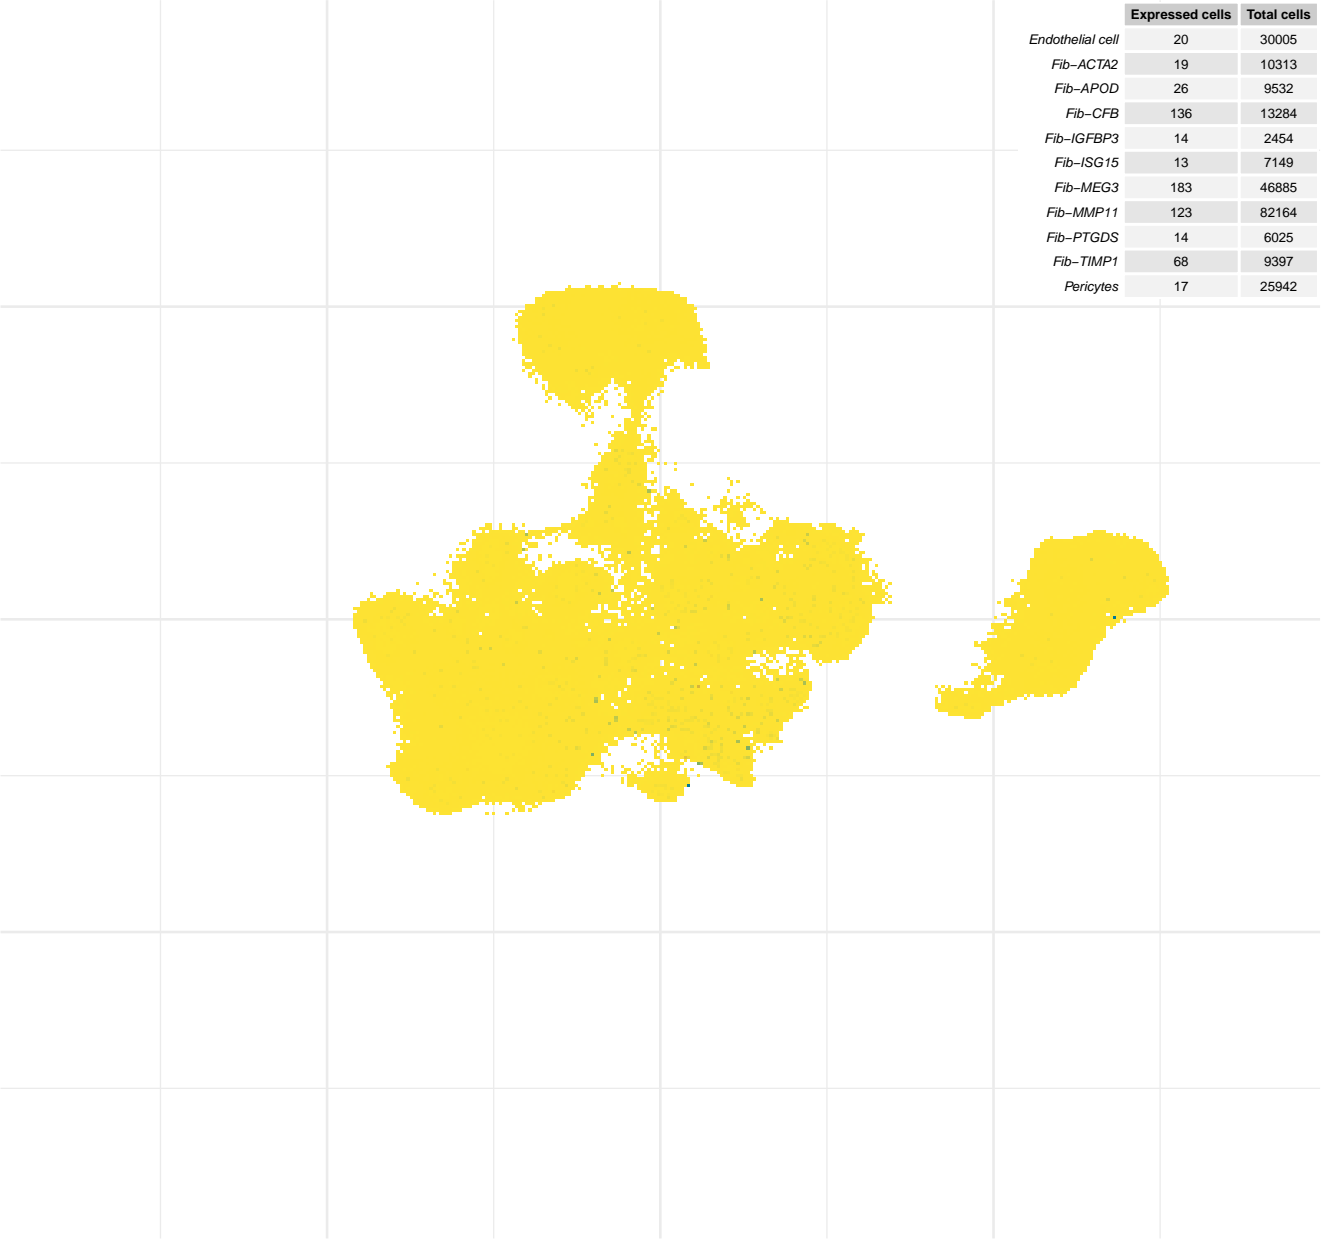 Expressed cells Total cells
Endothelial cell 20 30005
Fib−ACTA2 19 10313
Fib−APOD 26 9532
Fib−CFB 136 13284
Fib−IGFBP3 14 2454
Fib−ISG15 13 7149
Fib−MEG3 183 46885
Fib−MMP11 123 82164
Fib−PTGDS 14 6025
Fib−TIMP1 68 9397
Pericytes 17 25942